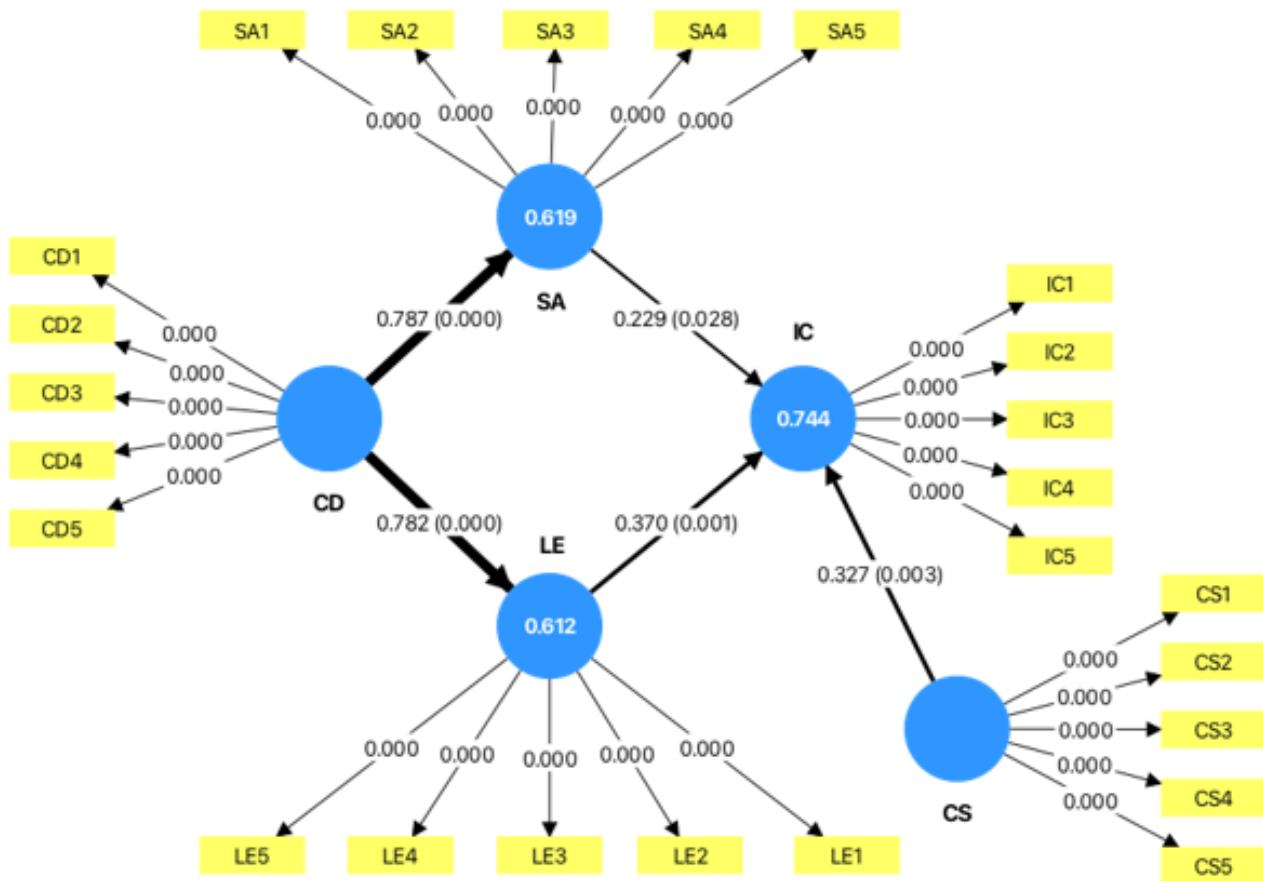 SA1 SA2 SA3 SA4 SA5
0.000 0.000 0.000 0.000 0.000
0.619
SA
CD1
CD2
CD3
CD4
CD5
0.000
0.000
0.000
0.000
0.000
CD
0.787 (0.000)
0.229 (0.028)
0.782 (0.000)
0.370 (0.001)
IC
0.744
0.000
0.000
0.000
0.000
0.000
IC1
IC2
IC3
IC4
IC5
LE
0.612
0.327 (0.003)
0.000 0.000 0.000 0.000 0.000
LE5 LE4 LE3 LE2 LE1
CS
0.000
0.000
0.000
0.000
0.000
CS1
CS2
CS3
CS4
CS5